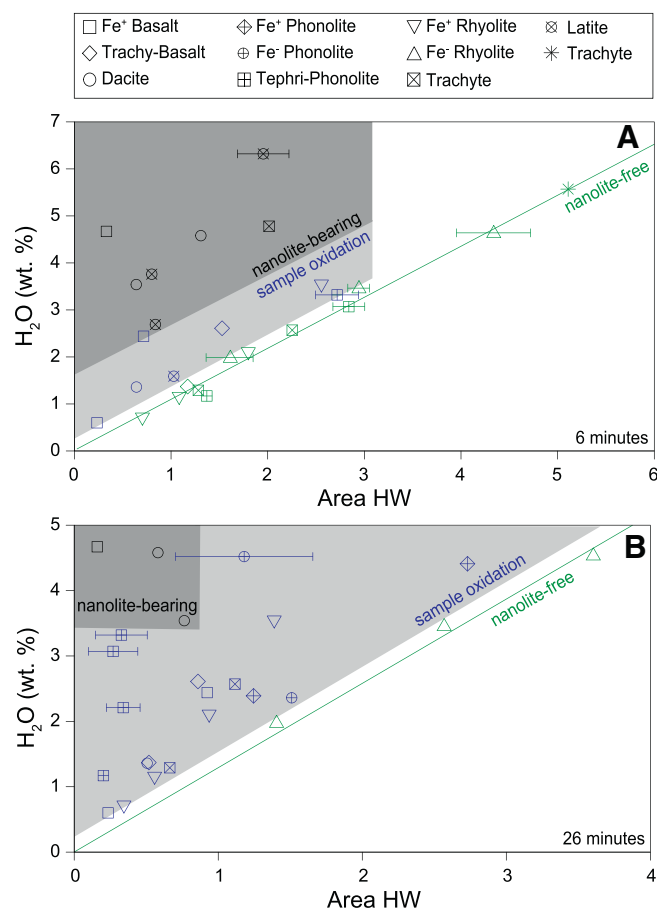 Fe⁺ Basalt
Fe⁺ Phonolite
Fe⁺ Rhyolite
Latite
Trachy-Basalt
Fe⁻ Phonolite
Fe⁻ Rhyolite
Trachyte
Dacite
Tephri-Phonolite
Trachyte
A
7
6
5
4
3
2
1
0
H₂O (wt. %)
nanolite-free
nanolite-bearing
sample oxidation
6 minutes
0 1 2 3 4 5 6
Area HW
B
5
4
3
2
1
0
H₂O (wt. %)
nanolite-bearing
sample oxidation
nanolite-free
26 minutes
0 1 2 3 4
Area HW